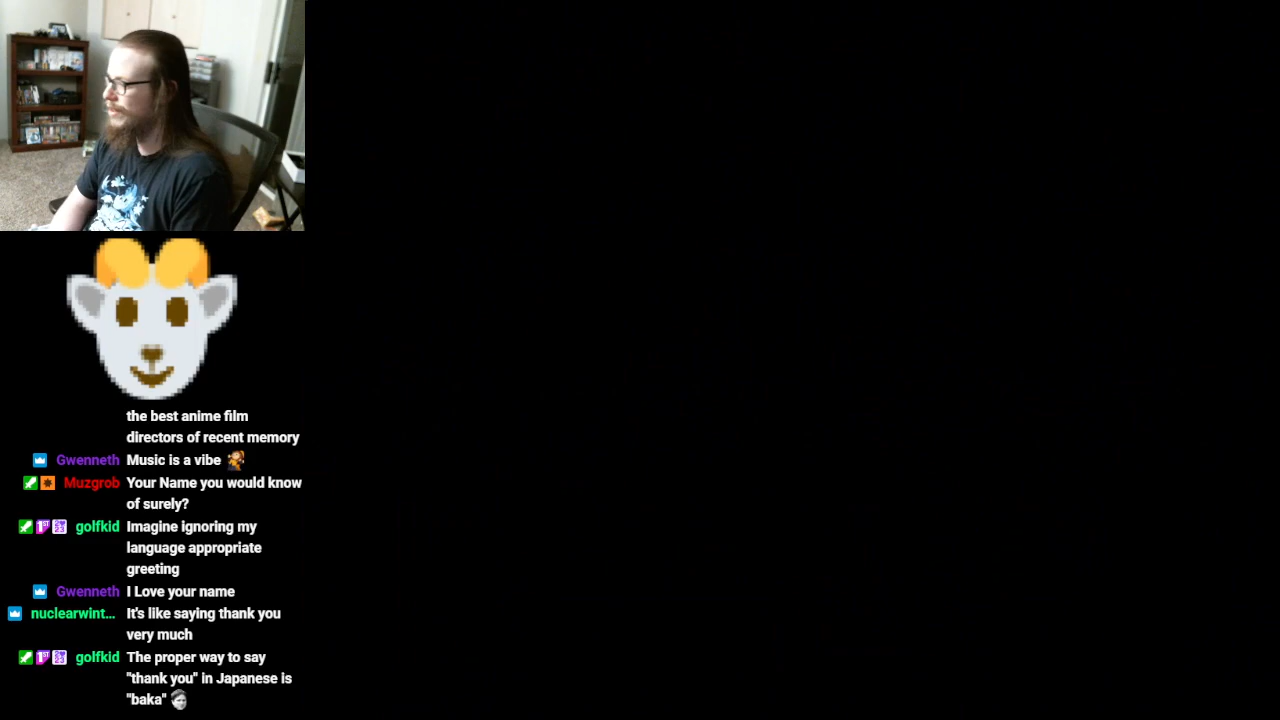 the best anime film
directors of recent memory
Gwenneth Music is a vibe
Muzgrob Your Name you would know
of surely?
golfkid Imagine ignoring my
language appropriate
greeting
Gwenneth I Love your name
nuclearwint... It's like saying thank you
very much
golfkid The proper way to say
"thank you" in Japanese is
"baka"